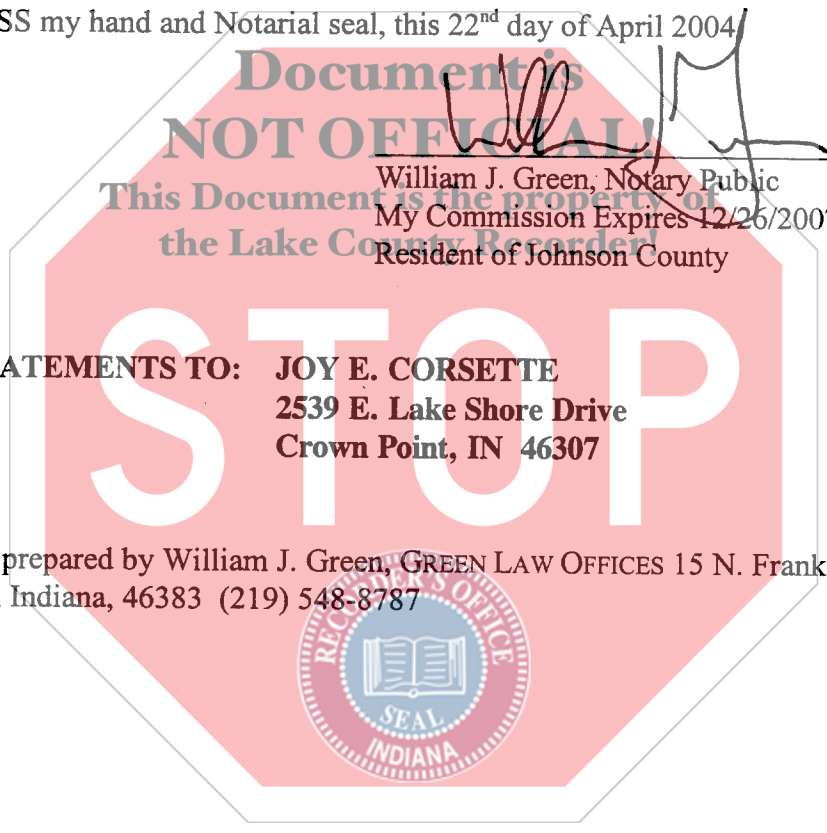 SS my hand and Notarial seal, this 22nd day of April 2004
Document is
NOT OFFICIAL!
William J. Green, Notary Public
This Document is the property of
My Commission Expires 12/26/200
the Lake County Recorder!
Resident of Johnson County
STOP
ATEMENTS TO: JOY E. CORSETTE
2539 E. Lake Shore Drive
Crown Point, IN 46307
prepared by William J. Green, GREEN LAW OFFICES 15 N. Frank
Indiana, 46383 (219) 548-8787
RECORDER'S OFFICE
SEAL
INDIANA